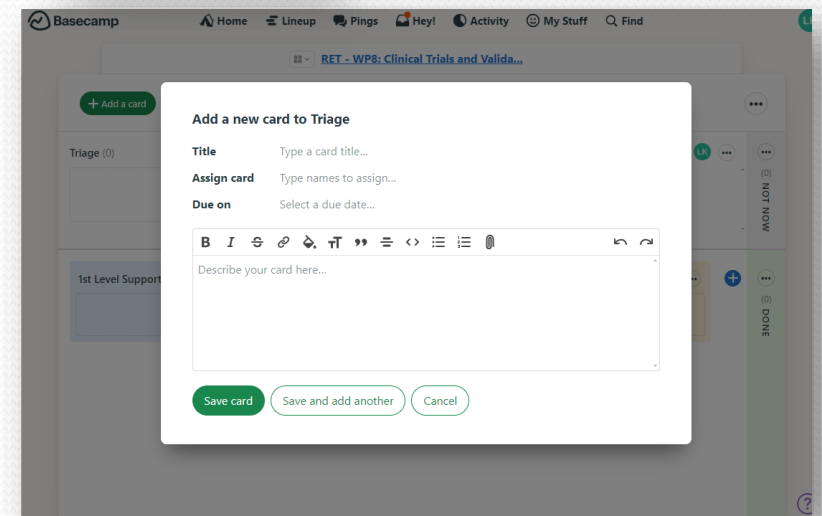 Basecamp Home Lineup Pings Hey! Activity My Stuff Find
RET - WP8: Clinical Trials and Valida...
+ Add a card
Add a new card to Triage
Triage (0)
Title Type a card title...
LK
Assign card Type names to assign...
Due on Select a due date...
(0) NOT NOW
B I S
Describe your card here...
1st Level Support
(0) DONE
Save card Save and add another Cancel
?